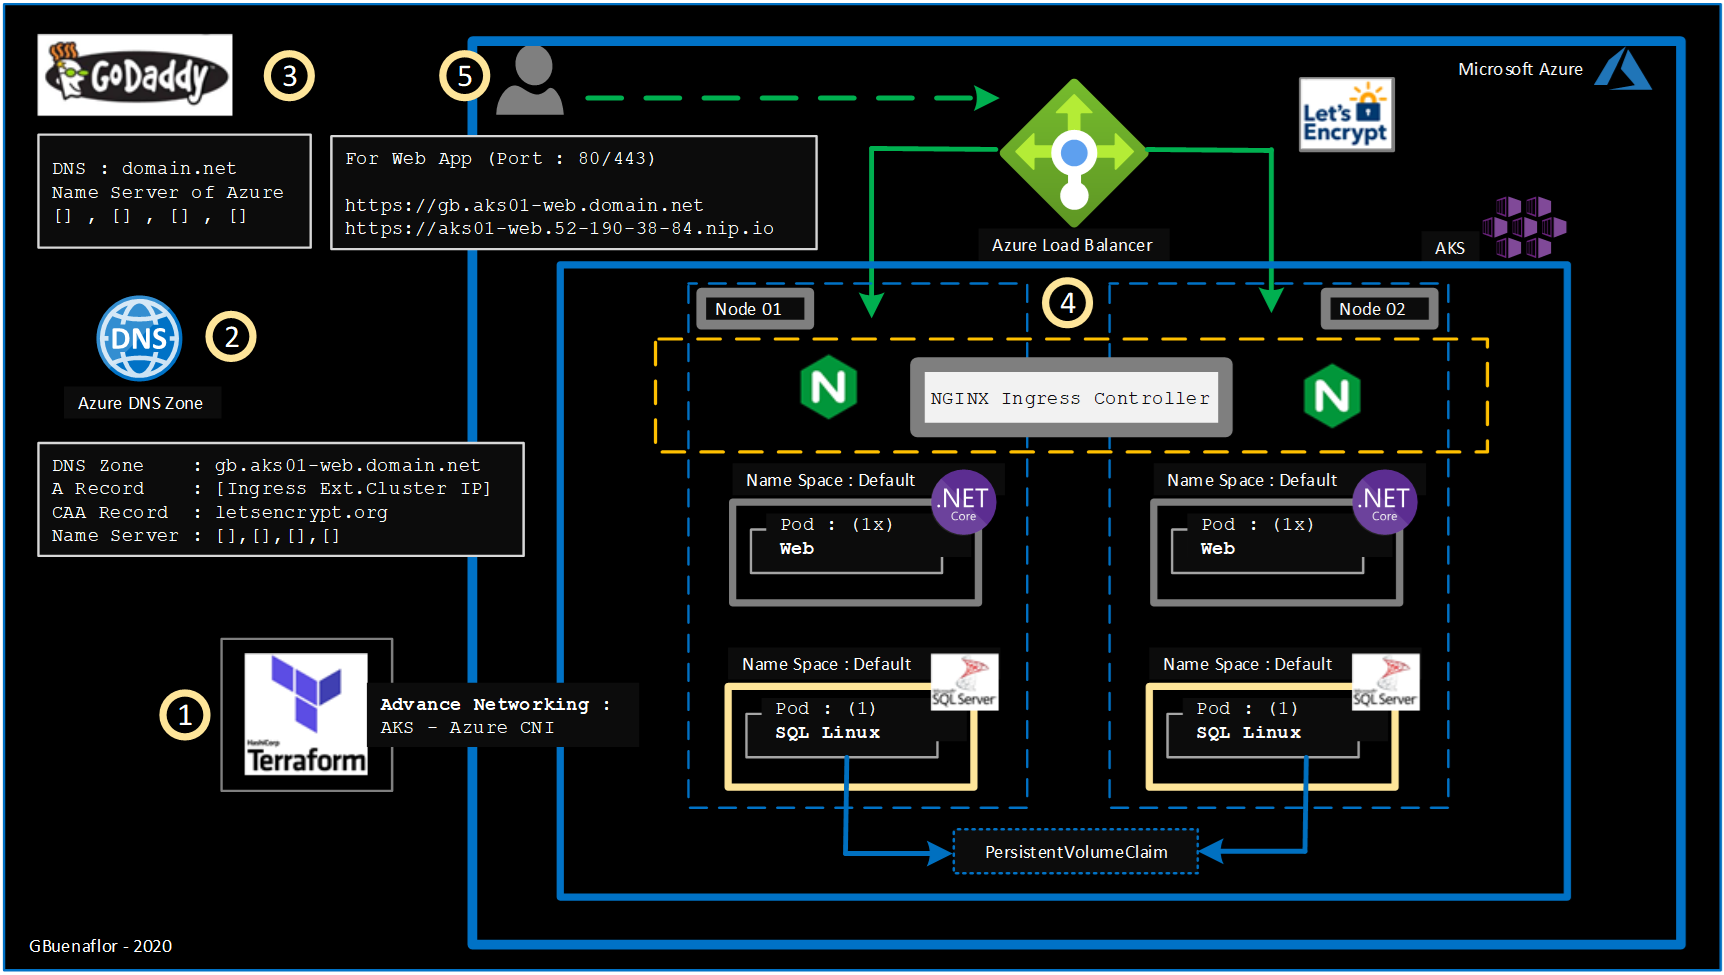 GoDaddy
3
5
Microsoft Azure
Let's
Encrypt
DNS : domain.net
Name Server of Azure
[] , [] , [] , []
For Web App (Port : 80/443)
https://gb.aks01-web.domain.net
https://aks01-web.52-190-38-84.nip.io
Azure Load Balancer
AKS
DNS
2
Azure DNS Zone
4
Node 01
Node 02
NGINX Ingress Controller
N
N
DNS Zone    : gb.aks01-web.domain.net
A Record    : [Ingress Ext.Cluster IP]
CAA Record  : letsencrypt.org
Name Server : [],[],[],[]
Name Space : Default
.NET
Core
Pod : (1x)
Web
Name Space : Default
.NET
Core
Pod : (1x)
Web
1
HashiCorp
Terraform
Advance Networking :
AKS - Azure CNI
Name Space : Default
Microsoft
SQL Server
Pod : (1)
SQL Linux
Name Space : Default
Microsoft
SQL Server
Pod : (1)
SQL Linux
PersistentVolumeClaim
GBuenaflor - 2020